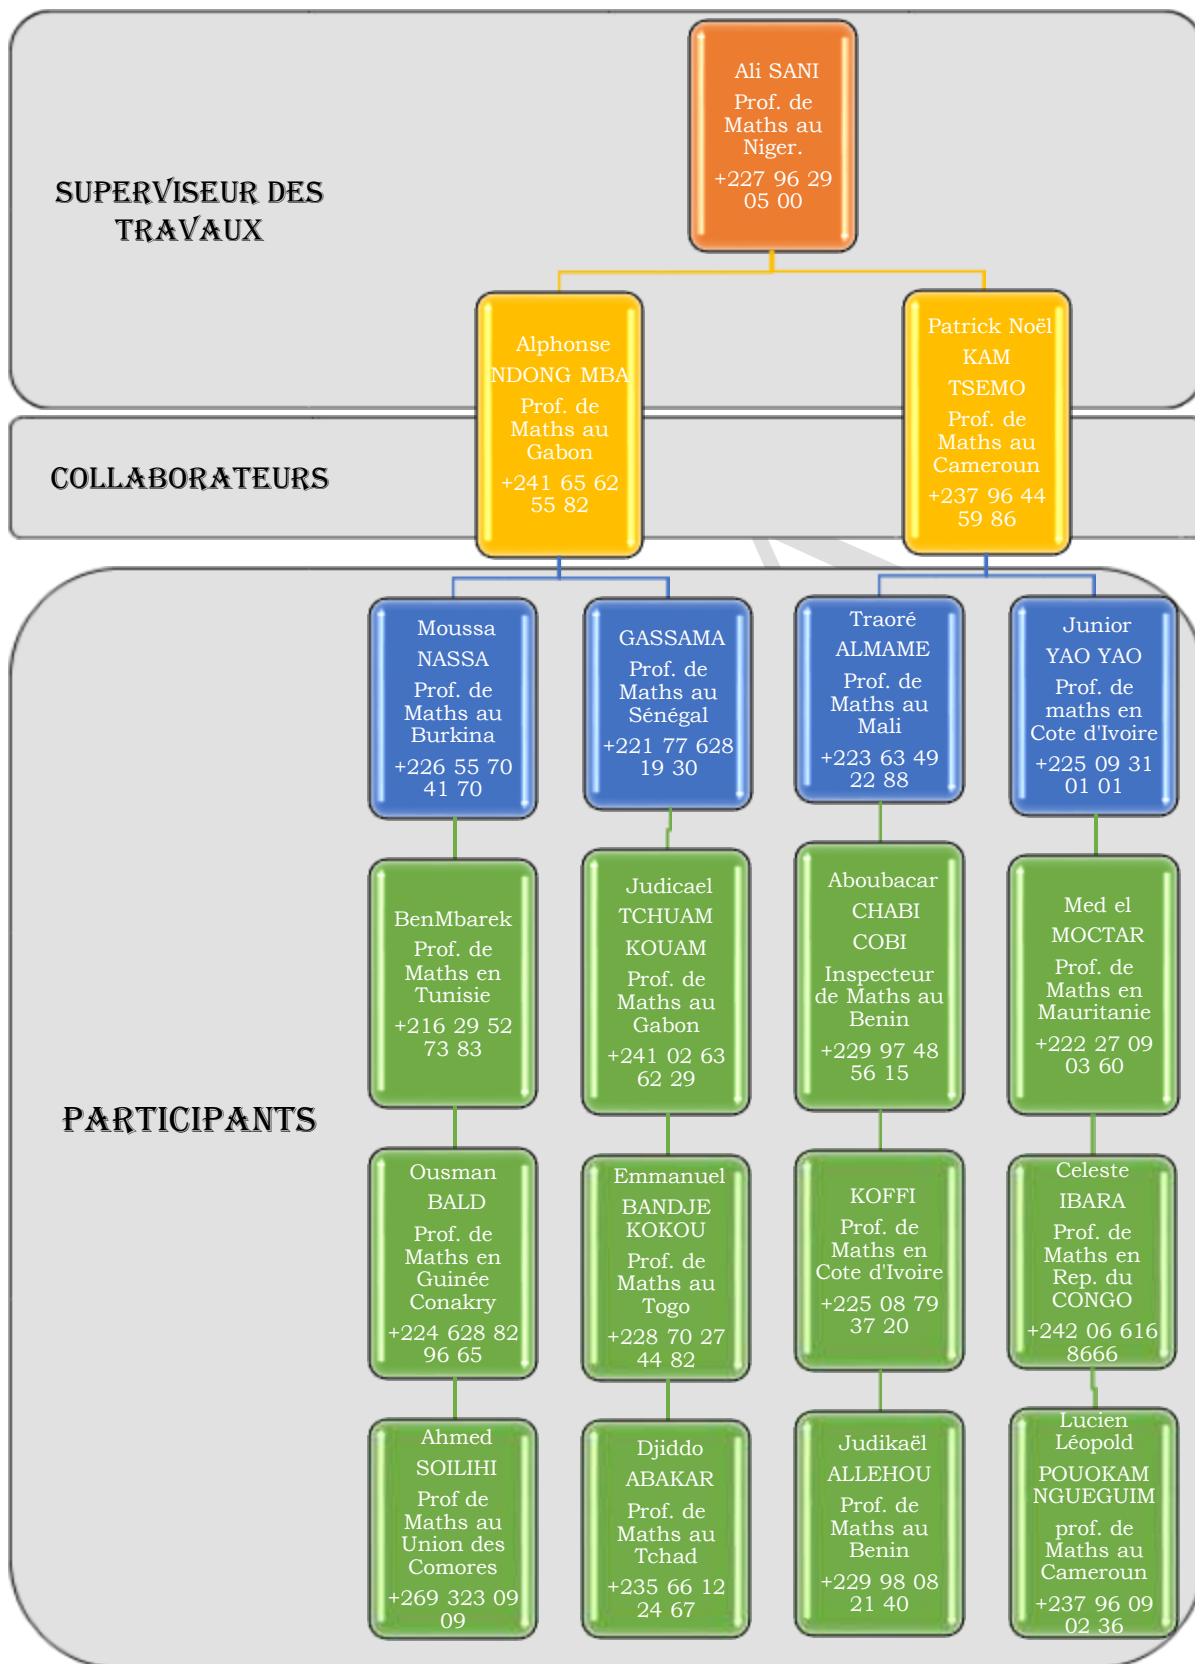 SUPERVISEUR DES
TRAVAUX
Ali SANI
Prof. de
Maths au
Niger.
+227 96 29
05 00
COLLABORATEURS
Alphonse
NDONG MBA
Prof. de
Maths au
Gabon
+241 65 62
55 82
Patrick Noël
KAM
TSEMO
Prof. de
Maths au
Cameroun
+237 96 44
59 86
PARTICIPANTS
Moussa
NASSA
Prof. de
Maths au
Burkina
+226 55 70
41 70
GASSAMA
Prof. de
Maths au
Sénégal
+221 77 628
19 30
Traoré
ALMAME
Prof. de
Maths au
Mali
+223 63 49
22 88
Junior
YAO YAO
Prof. de
maths en
Cote d'Ivoire
+225 09 31
01 01
BenMbarek
Prof. de
Maths en
Tunisie
+216 29 52
73 83
Judicael
TCHUAM
KOUAM
Prof. de
Maths au
Gabon
+241 02 63
62 29
Aboubacar
CHABI
COBI
Inspecteur
de Maths au
Benin
+229 97 48
56 15
Med el
MOCTAR
Prof. de
Maths en
Mauritanie
+222 27 09
03 60
Ousman
BALD
Prof. de
Maths en
Guinée
Conakry
+224 628 82
96 65
Emmanuel
BANDJE
KOKOU
Prof. de
Maths au
Togo
+228 70 27
44 82
KOFFI
Prof. de
Maths en
Cote d'Ivoire
+225 08 79
37 20
Celeste
IBARA
Prof. de
Maths en
Rep. du
CONGO
+242 06 616
8666
Ahmed
SOILIHI
Prof de
Maths au
Union des
Comores
+269 323 09
09
Djiddo
ABAKAR
Prof. de
Maths au
Tchad
+235 66 12
24 67
Judikaël
ALLEHOU
Prof. de
Maths au
Benin
+229 98 08
21 40
Lucien
Léopold
POUOKAM
NGUEGUIM
prof. de
Maths au
Cameroun
+237 96 09
02 36